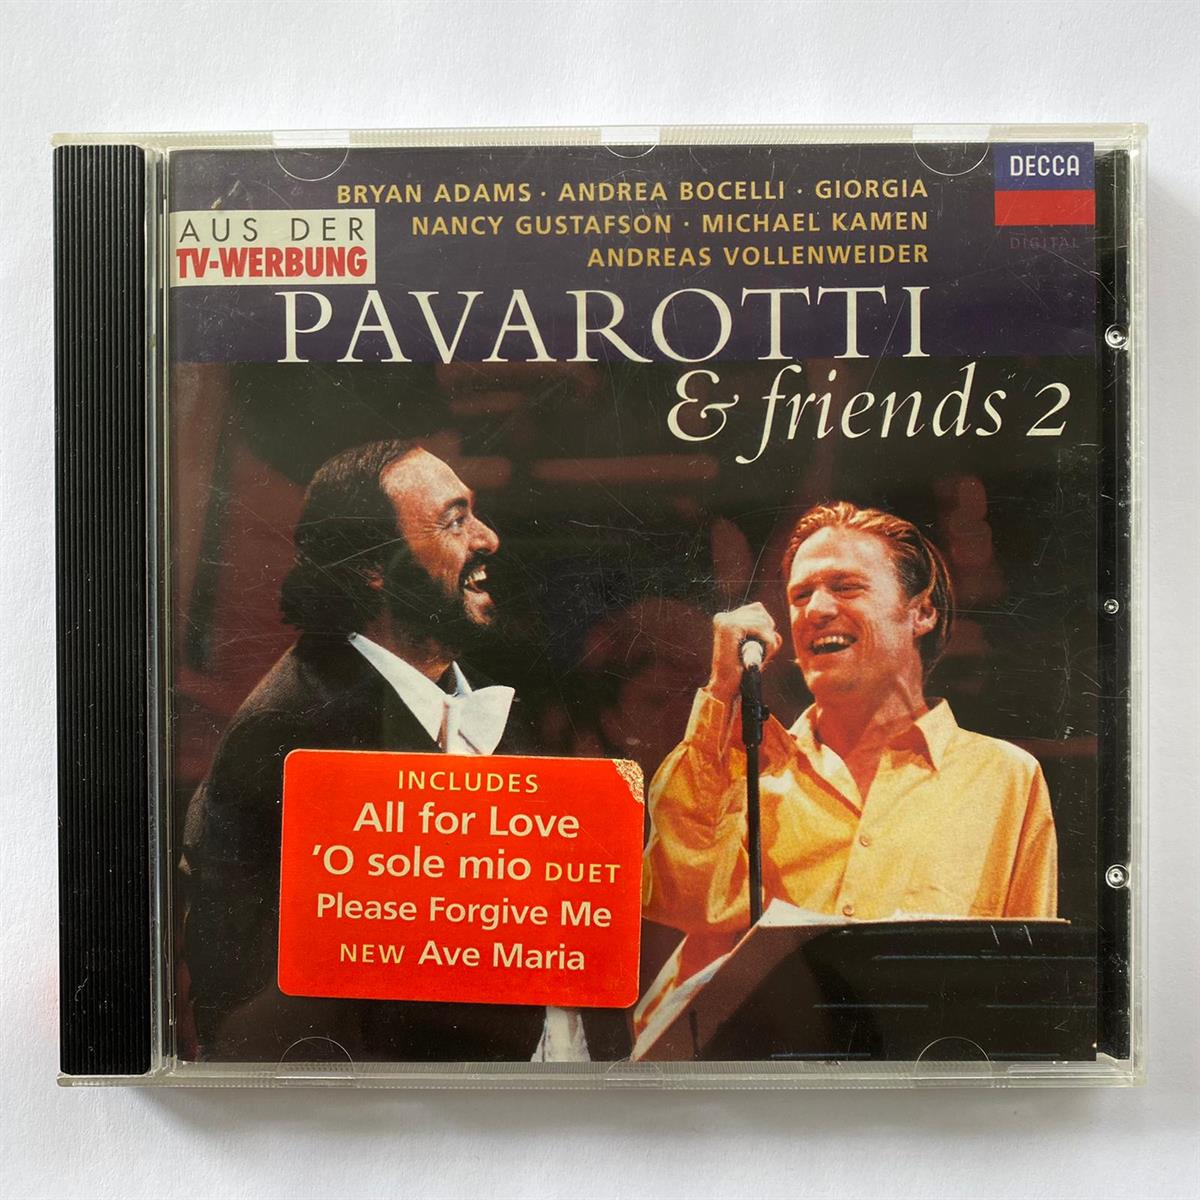 BRYAN ADAMS · ANDREA BOCELLI · GIORGIA
NANCY GUSTAFSON · MICHAEL KAMEN
ANDREAS VOLLENWEIDER
DECCA
DIGITAL
AUS DER
TV-WERBUNG
PAVAROTTI
& friends 2
INCLUDES
All for Love
'O sole mio DUET
Please Forgive Me
NEW Ave Maria